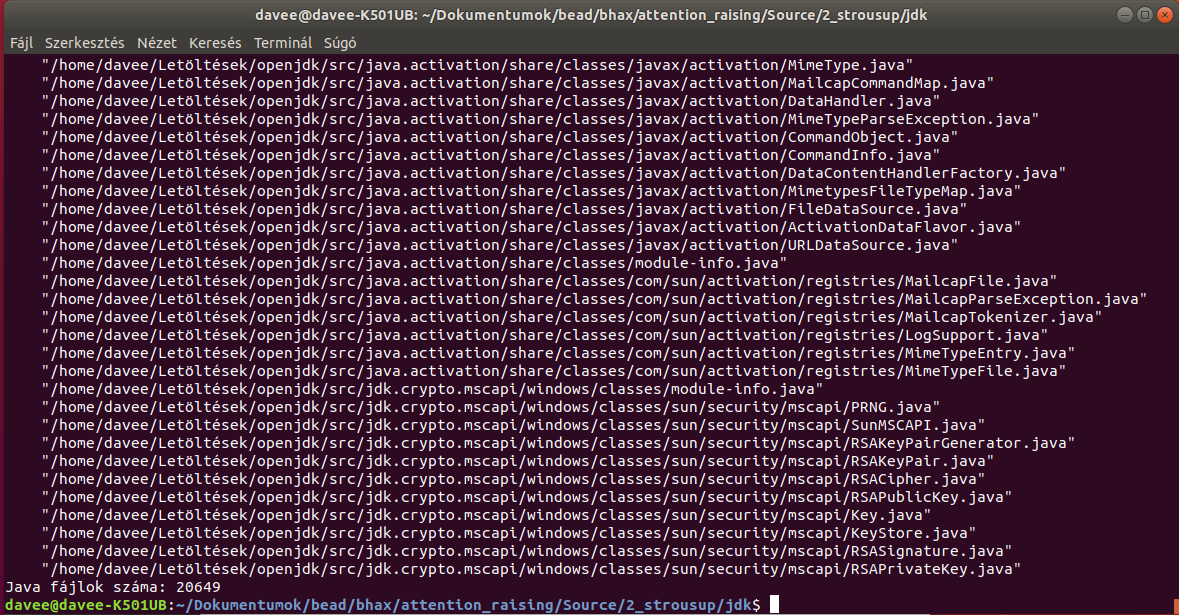 davee@davee-K501UB: ~/Dokumentumok/bead/bhax/attention_raising/Source/2_strousup/jdk
Fájl Szerkesztés Nézet Keresés Terminál Súgó
"/home/davee/Letöltések/openjdk/src/java.activation/share/classes/javax/activation/MimeType.java"
"/home/davee/Letöltések/openjdk/src/java.activation/share/classes/javax/activation/MailcapCommandMap.java"
"/home/davee/Letöltések/openjdk/src/java.activation/share/classes/javax/activation/DataHandler.java"
"/home/davee/Letöltések/openjdk/src/java.activation/share/classes/javax/activation/MimeTypeParseException.java"
"/home/davee/Letöltések/openjdk/src/java.activation/share/classes/javax/activation/CommandObject.java"
"/home/davee/Letöltések/openjdk/src/java.activation/share/classes/javax/activation/CommandInfo.java"
"/home/davee/Letöltések/openjdk/src/java.activation/share/classes/javax/activation/DataContentHandlerFactory.java"
"/home/davee/Letöltések/openjdk/src/java.activation/share/classes/javax/activation/MimetypesFileTypeMap.java"
"/home/davee/Letöltések/openjdk/src/java.activation/share/classes/javax/activation/FileDataSource.java"
"/home/davee/Letöltések/openjdk/src/java.activation/share/classes/javax/activation/ActivationDataFlavor.java"
"/home/davee/Letöltések/openjdk/src/java.activation/share/classes/javax/activation/URLDataSource.java"
"/home/davee/Letöltések/openjdk/src/java.activation/share/classes/module-info.java"
"/home/davee/Letöltések/openjdk/src/java.activation/share/classes/com/sun/activation/registries/MailcapFile.java"
"/home/davee/Letöltések/openjdk/src/java.activation/share/classes/com/sun/activation/registries/MailcapParseException.java"
"/home/davee/Letöltések/openjdk/src/java.activation/share/classes/com/sun/activation/registries/MailcapTokenizer.java"
"/home/davee/Letöltések/openjdk/src/java.activation/share/classes/com/sun/activation/registries/LogSupport.java"
"/home/davee/Letöltések/openjdk/src/java.activation/share/classes/com/sun/activation/registries/MimeTypeEntry.java"
"/home/davee/Letöltések/openjdk/src/java.activation/share/classes/com/sun/activation/registries/MimeTypeFile.java"
"/home/davee/Letöltések/openjdk/src/jdk.crypto.mscapi/windows/classes/module-info.java"
"/home/davee/Letöltések/openjdk/src/jdk.crypto.mscapi/windows/classes/sun/security/mscapi/PRNG.java"
"/home/davee/Letöltések/openjdk/src/jdk.crypto.mscapi/windows/classes/sun/security/mscapi/SunMSCAPI.java"
"/home/davee/Letöltések/openjdk/src/jdk.crypto.mscapi/windows/classes/sun/security/mscapi/RSAKeyPairGenerator.java"
"/home/davee/Letöltések/openjdk/src/jdk.crypto.mscapi/windows/classes/sun/security/mscapi/RSAKeyPair.java"
"/home/davee/Letöltések/openjdk/src/jdk.crypto.mscapi/windows/classes/sun/security/mscapi/RSACipher.java"
"/home/davee/Letöltések/openjdk/src/jdk.crypto.mscapi/windows/classes/sun/security/mscapi/RSAPublicKey.java"
"/home/davee/Letöltések/openjdk/src/jdk.crypto.mscapi/windows/classes/sun/security/mscapi/Key.java"
"/home/davee/Letöltések/openjdk/src/jdk.crypto.mscapi/windows/classes/sun/security/mscapi/KeyStore.java"
"/home/davee/Letöltések/openjdk/src/jdk.crypto.mscapi/windows/classes/sun/security/mscapi/RSASignature.java"
"/home/davee/Letöltések/openjdk/src/jdk.crypto.mscapi/windows/classes/sun/security/mscapi/RSAPrivateKey.java"
Java fájlok száma: 20649
davee@davee-K501UB:~/Dokumentumok/bead/bhax/attention_raising/Source/2_strousup/jdk$